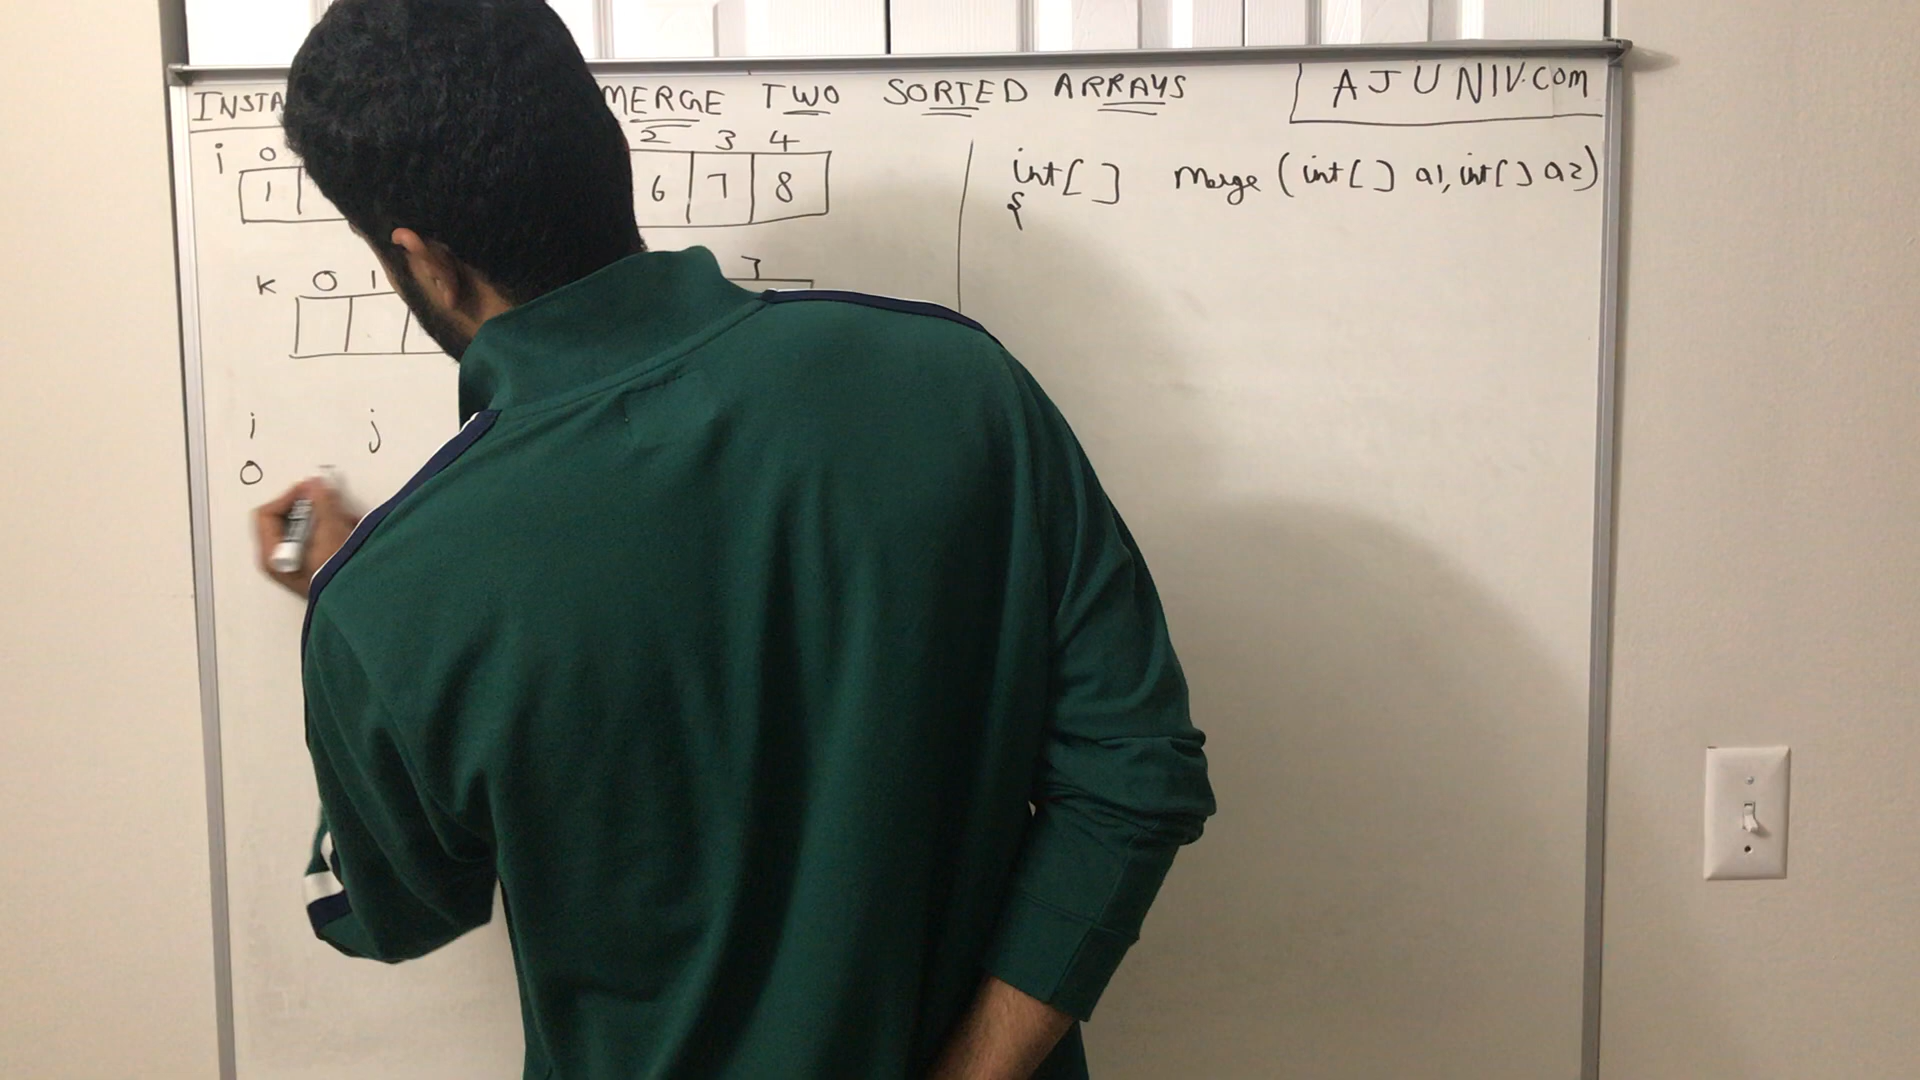 INSTA MERGE TWO SORTED ARRAYS
AJUNIV.COM
i 0
2 3 4
1
6 7 8
int[] Merge (int[] a1, int[] a2)
{
k 0 1
7
i j
0